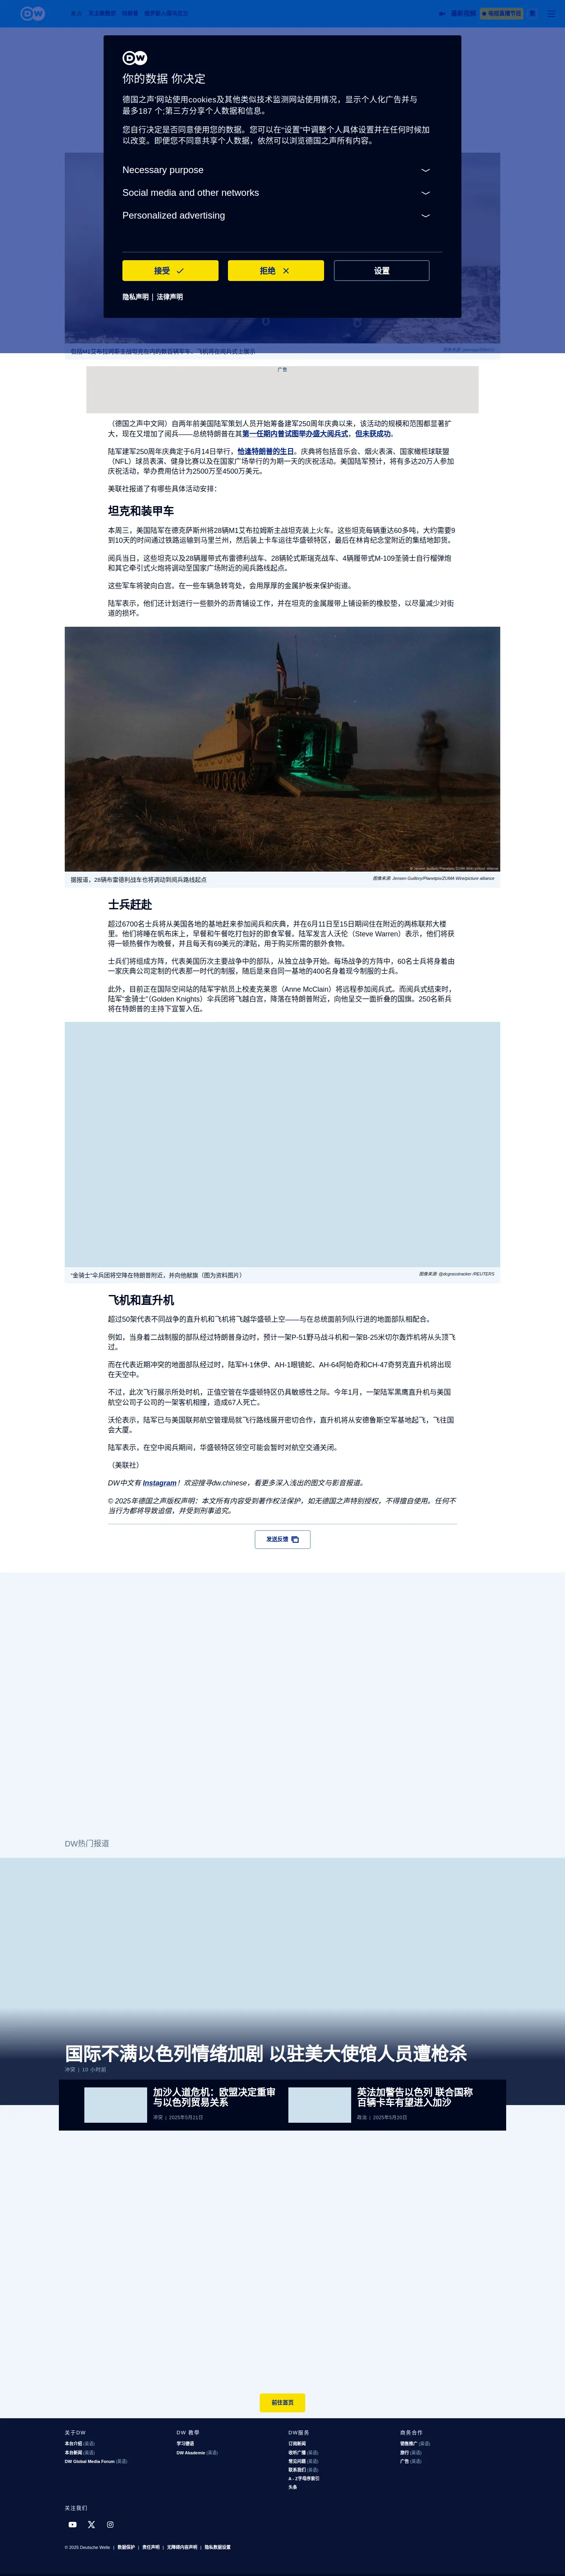 DW
最新视频
电视直播节目
DW
你的数据 你决定
德国之声'网站使用cookies及其他类似技术监测网站使用情况，显示个人化广告并与
最多187 个;第三方分享个人数据和信息。
您自行决定是否同意使用您的数据。您可以在“设置”中调整个人具体设置并在任何时候加
以改变。即便您不同意共享个人数据，依然可以浏览德国之声所有内容。
Necessary purpose
Social media and other networks
Personalized advertising
接受
拒绝
设置
隐私声明 | 法律声明
包括M1艾布拉姆斯主战坦克在内的数百辆军车、飞机将在阅兵式上展示
广告
（德国之声中文网）自两年前美国陆军策划人员开始筹备建军250周年庆典以来，该活动的规模和范围都显著扩
大，现在又增加了阅兵——总统特朗普在其第一任期内曾试图举办盛大阅兵式，但未获成功。
陆军建军250周年庆典定于6月14日举行，恰逢特朗普的生日。庆典将包括音乐会、烟火表演、国家橄榄球联盟
（NFL）球员表演、健身比赛以及在国家广场举行的为期一天的庆祝活动。美国陆军预计，将有多达20万人参加
庆祝活动，举办费用估计为2500万至4500万美元。
美联社报道了有哪些具体活动安排：
坦克和装甲车
本周三，美国陆军在德克萨斯州将28辆M1艾布拉姆斯主战坦克装上火车。这些坦克每辆重达60多吨，大约需要9
到10天的时间通过铁路运输到马里兰州，然后装上卡车运往华盛顿特区，最后在林肯纪念堂附近的集结地卸货。
阅兵当日，这些坦克以及28辆履带式布雷德利战车、28辆轮式斯瑞克战车、4辆履带式M-109圣骑士自行榴弹炮
和其它牵引式火炮将调动至国家广场附近的阅兵路线起点。
这些军车将驶向白宫。在一些车辆急转弯处，会用厚厚的金属护板来保护街道。
陆军表示，他们还计划进行一些额外的沥青铺设工作，并在坦克的金属履带上铺设新的橡胶垫，以尽量减少对街
道的损坏。
据报道，28辆布雷德利战车也将调动到阅兵路线起点
图像来源: Jensen Guillory/Planetpix/ZUMA Wire/picture alliance
士兵赶赴
超过6700名士兵将从美国各地的基地赶来参加阅兵和庆典，并在6月11日至15日期间住在附近的两栋联邦大楼
里。他们将睡在帆布床上，早餐和午餐吃打包好的即食军餐。陆军发言人沃伦（Steve Warren）表示，他们将获
得一顿热餐作为晚餐，并且每天有69美元的津贴，用于购买所需的额外食物。
士兵们将组成方阵，代表美国历次主要战争中的部队，从独立战争开始。每场战争的方阵中，60名士兵将身着由
一家庆典公司定制的代表那一时代的制服，随后是来自同一基地的400名身着现今制服的士兵。
此外，目前正在国际空间站的陆军宇航员上校麦克莱恩（Anne McClain）将远程参加阅兵式。而阅兵式结束时，
陆军“金骑士”（Golden Knights）伞兵团将飞越白宫，降落在特朗普附近，向他呈交一面折叠的国旗。250名新兵
将在特朗普的主持下宣誓入伍。
“金骑士”伞兵团将空降在特朗普附近，并向他献旗（图为资料图片）
图像来源: @dcgrasstracker /REUTERS
飞机和直升机
超过50架代表不同战争的直升机和飞机将飞越华盛顿上空——与在总统面前列队行进的地面部队相配合。
例如，当身着二战制服的部队经过特朗普身边时，预计一架P-51野马战斗机和一架B-25米切尔轰炸机将从头顶飞
过。
而在代表近期冲突的地面部队经过时，陆军H-1休伊、AH-1眼镜蛇、AH-64阿帕奇和CH-47奇努克直升机将出现
在天空中。
不过，此次飞行展示所处时机，正值空管在华盛顿特区仍具敏感性之际。今年1月，一架陆军黑鹰直升机与美国
航空公司子公司的一架客机相撞，造成67人死亡。
沃伦表示，陆军已与美国联邦航空管理局就飞行路线展开密切合作，直升机将从安德鲁斯空军基地起飞，飞往国
会大厦。
陆军表示，在空中阅兵期间，华盛顿特区领空可能会暂时对航空交通关闭。
（美联社）
DW中文有 Instagram！欢迎搜寻dw.chinese，看更多深入浅出的图文与影音报道。
© 2025年德国之声版权声明：本文所有内容受到著作权法保护，如无德国之声特别授权，不得擅自使用。任何不
当行为都将导致追偿，并受到刑事追究。
发送反馈
DW热门报道
国际不满以色列情绪加剧 以驻美大使馆人员遭枪杀
冲突 | 10 小时前
加沙人道危机：欧盟决定重审
与以色列贸易关系
冲突 | 2025年5月21日
英法加警告以色列 联合国称
百辆卡车有望进入加沙
政治 | 2025年5月20日
前往首页
关于DW
本台介绍 (英语)
本台新闻 (英语)
DW Global Media Forum (英语)
DW 教学
学习德语
DW Akademie (英语)
DW服务
订阅新闻
收听广播 (英语)
常见问题 (英语)
联系我们 (英语)
A - Z字母序索引
头条
商务合作
销售推广 (英语)
旅行 (英语)
广告 (英语)
关注我们
© 2025 Deutsche Welle | 数据保护 | 责任声明 | 无障碍内容声明 | 隐私数据设置